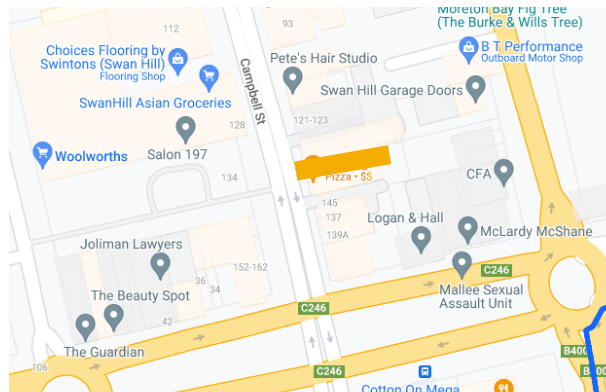 Moreton Bay Fig Tree
(The Burke & Wills Tree)
112
93
Choices Flooring by
Swintons (Swan Hill)
Flooring Shop
Pete's Hair Studio
B T Performance
Outboard Motor Shop
Campbell St
SwanHill Asian Groceries
Swan Hill Garage Doors
128
121-123
Woolworths
Salon 197
134
Pizza • $$
CFA
145
137
139A
Logan & Hall
McLardy McShane
Joliman Lawyers
152-162
C246
36
34
Mallee Sexual
Assault Unit
The Beauty Spot
42
C246
The Guardian
106
C246
B400
B400
Cotton On Mega